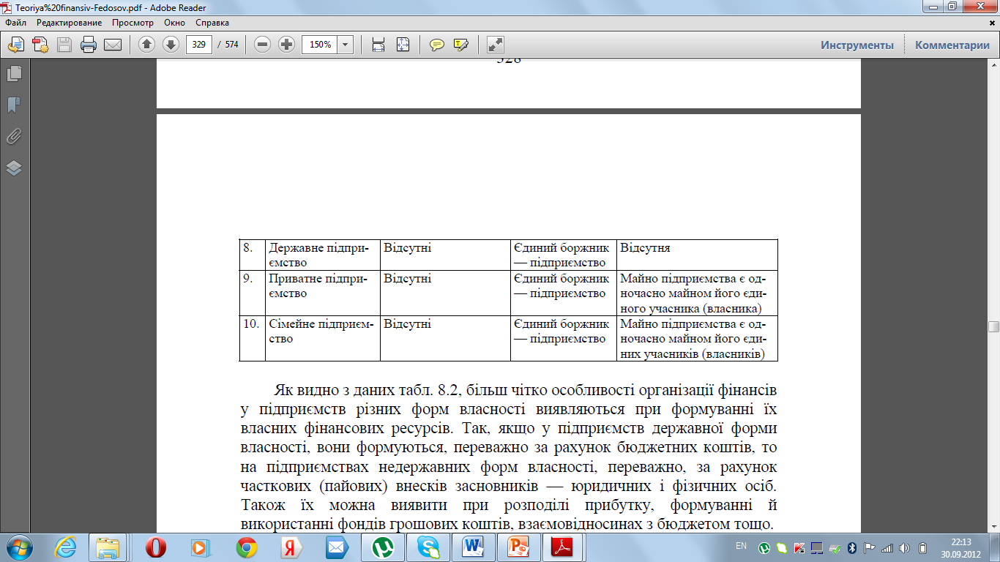 Teoriya%20finansiv-Fedosov.pdf - Adobe Reader
Файл Редактирование Просмотр Окно Справка
329 / 574 150% Инструменты Комментарии
328
8. Державне підпри- Відсутні Єдиний боржник Відсутня
ємство — підприємство
9. Приватне підпри- Відсутні Єдиний боржник Майно підприємства є од-
ємство — підприємство ночасно майном його єди-
ного учасника (власника)
10. Сімейне підприєм- Відсутні Єдиний боржник Майно підприємства є од-
ство — підприємство ночасно майном його єди-
них учасників (власників)
Як видно з даних табл. 8.2, більш чітко особливості організації фінансів
у підприємств різних форм власності виявляються при формуванні їх
власних фінансових ресурсів. Так, якщо у підприємств державної форми
власності, вони формуються, переважно за рахунок бюджетних коштів, то
на підприємствах недержавних форм власності, переважно, за рахунок
часткових (пайових) внесків засновників — юридичних і фізичних осіб.
Також їх можна виявити при розподілі прибутку, формуванні й
використанні фондів грошових коштів, взаємовідносинах з бюджетом тощо.
EN 22:13
30.09.2012